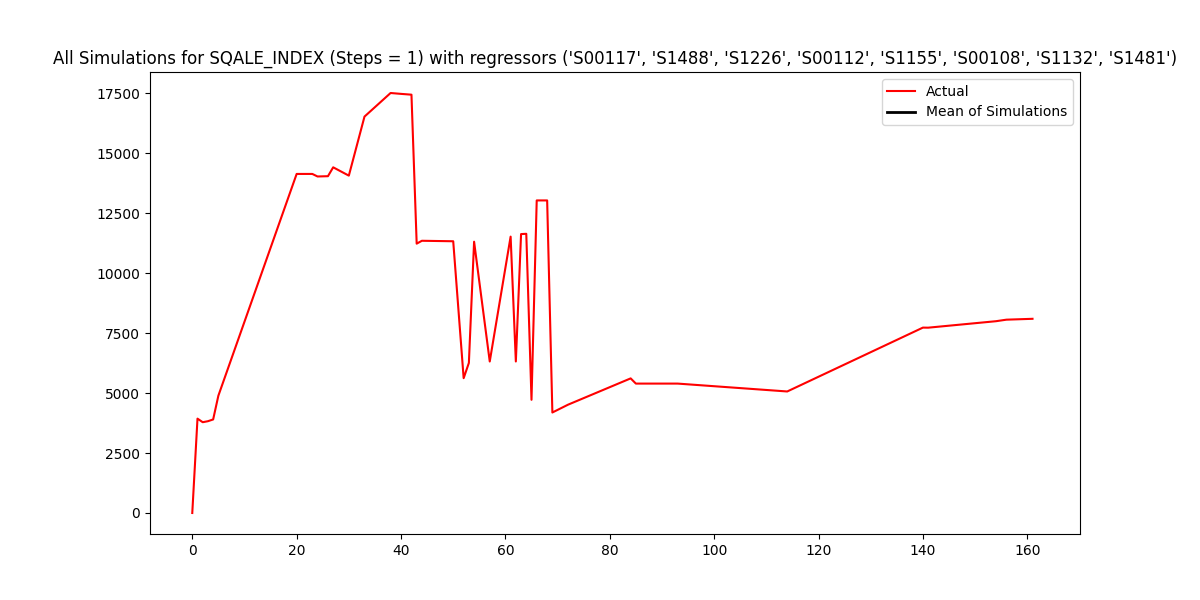 All Simulations for SQALE_INDEX (Steps = 1) with regressors ('S00117', 'S1488', 'S1226', 'S00112', 'S1155', 'S00108', 'S1132', 'S1481')
Actual
Mean of Simulations
17500
15000
12500
10000
7500
5000
2500
0
0 20 40 60 80 100 120 140 160